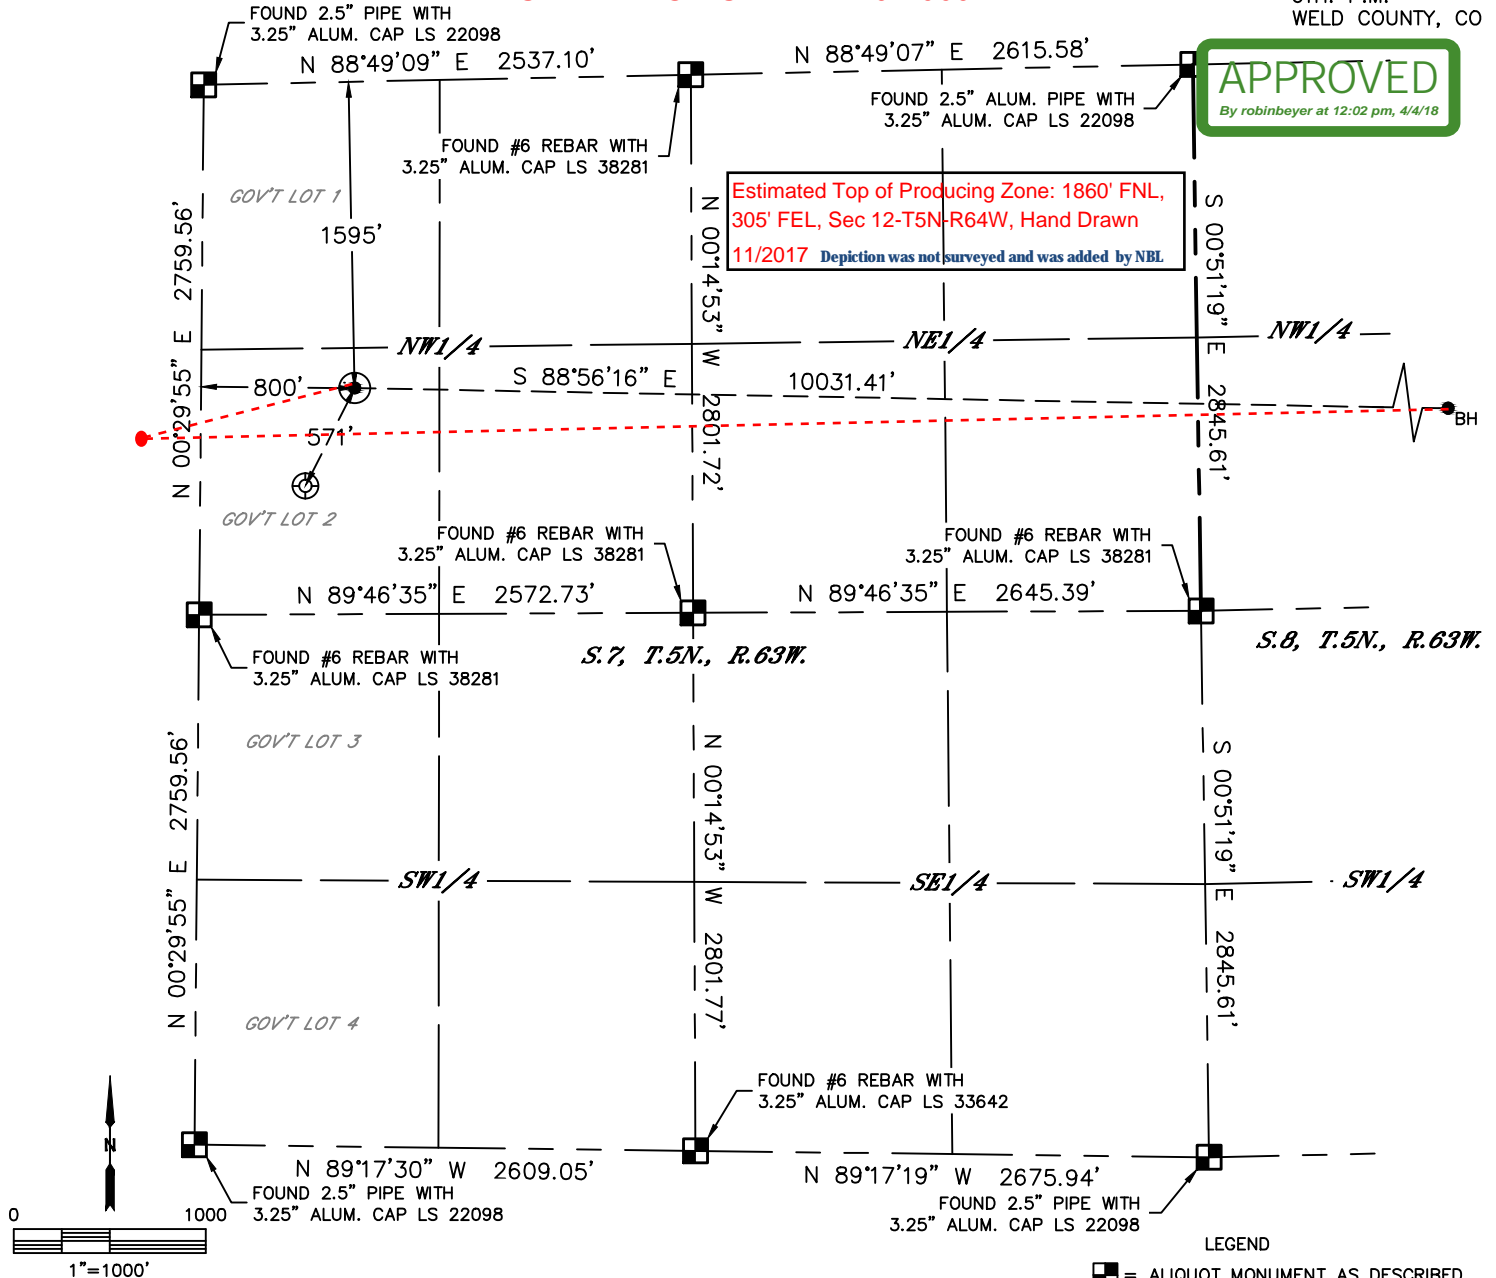 WELD COUNTY, CO
FOUND 2.5" PIPE WITH
3.25" ALUM. CAP LS 22098
N 88°49'09" E 2537.10'
N 88°49'07" E 2615.58'
APPROVED
By robinbeyer at 12:02 pm, 4/4/18
FOUND 2.5" ALUM. PIPE WITH
3.25" ALUM. CAP LS 22098
FOUND #6 REBAR WITH
3.25" ALUM. CAP LS 38281
GOV'T LOT 1
1595'
Estimated Top of Producing Zone: 1860' FNL,
305' FEL, Sec 12-T5N-R64W, Hand Drawn
11/2017 Depiction was not surveyed and was added by NBL
N 00°29'55" E 2759.56'
N 00°14'53" W 2801.72'
S 00°51'19" E 2845.61'
NW1/4
NE1/4
NW1/4
800'
S 88°56'16" E 10031.41'
BH
571'
GOV'T LOT 2
FOUND #6 REBAR WITH
3.25" ALUM. CAP LS 38281
FOUND #6 REBAR WITH
3.25" ALUM. CAP LS 38281
N 89°46'35" E 2572.73'
N 89°46'35" E 2645.39'
S.7, T.5N., R.63W.
S.8, T.5N., R.63W.
FOUND #6 REBAR WITH
3.25" ALUM. CAP LS 38281
GOV'T LOT 3
N 00°29'55" E 2759.56'
N 00°14'53" W 2801.77'
S 00°51'19" E 2845.61'
SW1/4
SE1/4
SW1/4
GOV'T LOT 4
FOUND #6 REBAR WITH
3.25" ALUM. CAP LS 33642
N
N 89°17'30" W 2609.05'
N 89°17'19" W 2675.94'
FOUND 2.5" PIPE WITH
3.25" ALUM. CAP LS 22098
FOUND 2.5" PIPE WITH
3.25" ALUM. CAP LS 22098
0 1000
1"=1000'
LEGEND
= ALIQUOT MONUMENT AS DESCRIBED